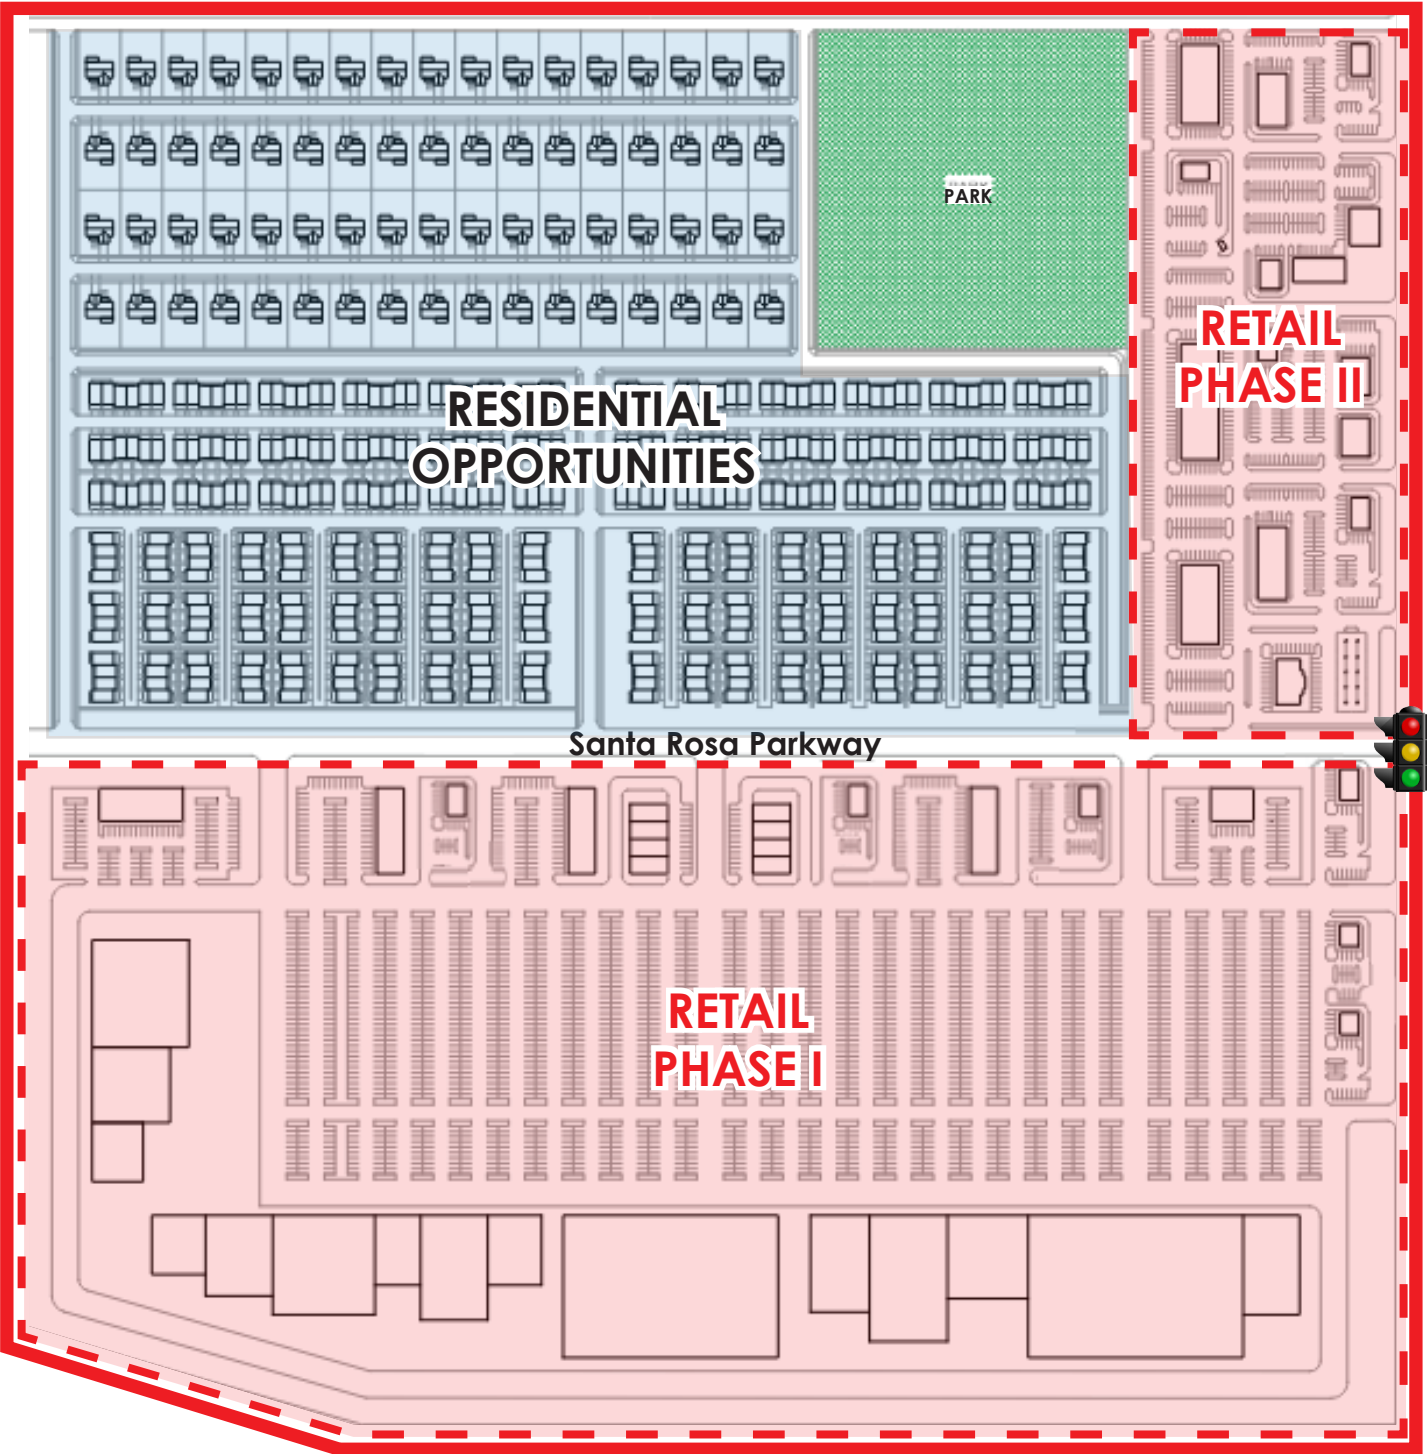 PARK
RETAIL
PHASE II
RESIDENTIAL
OPPORTUNITIES
Santa Rosa Parkway
RETAIL
PHASE I